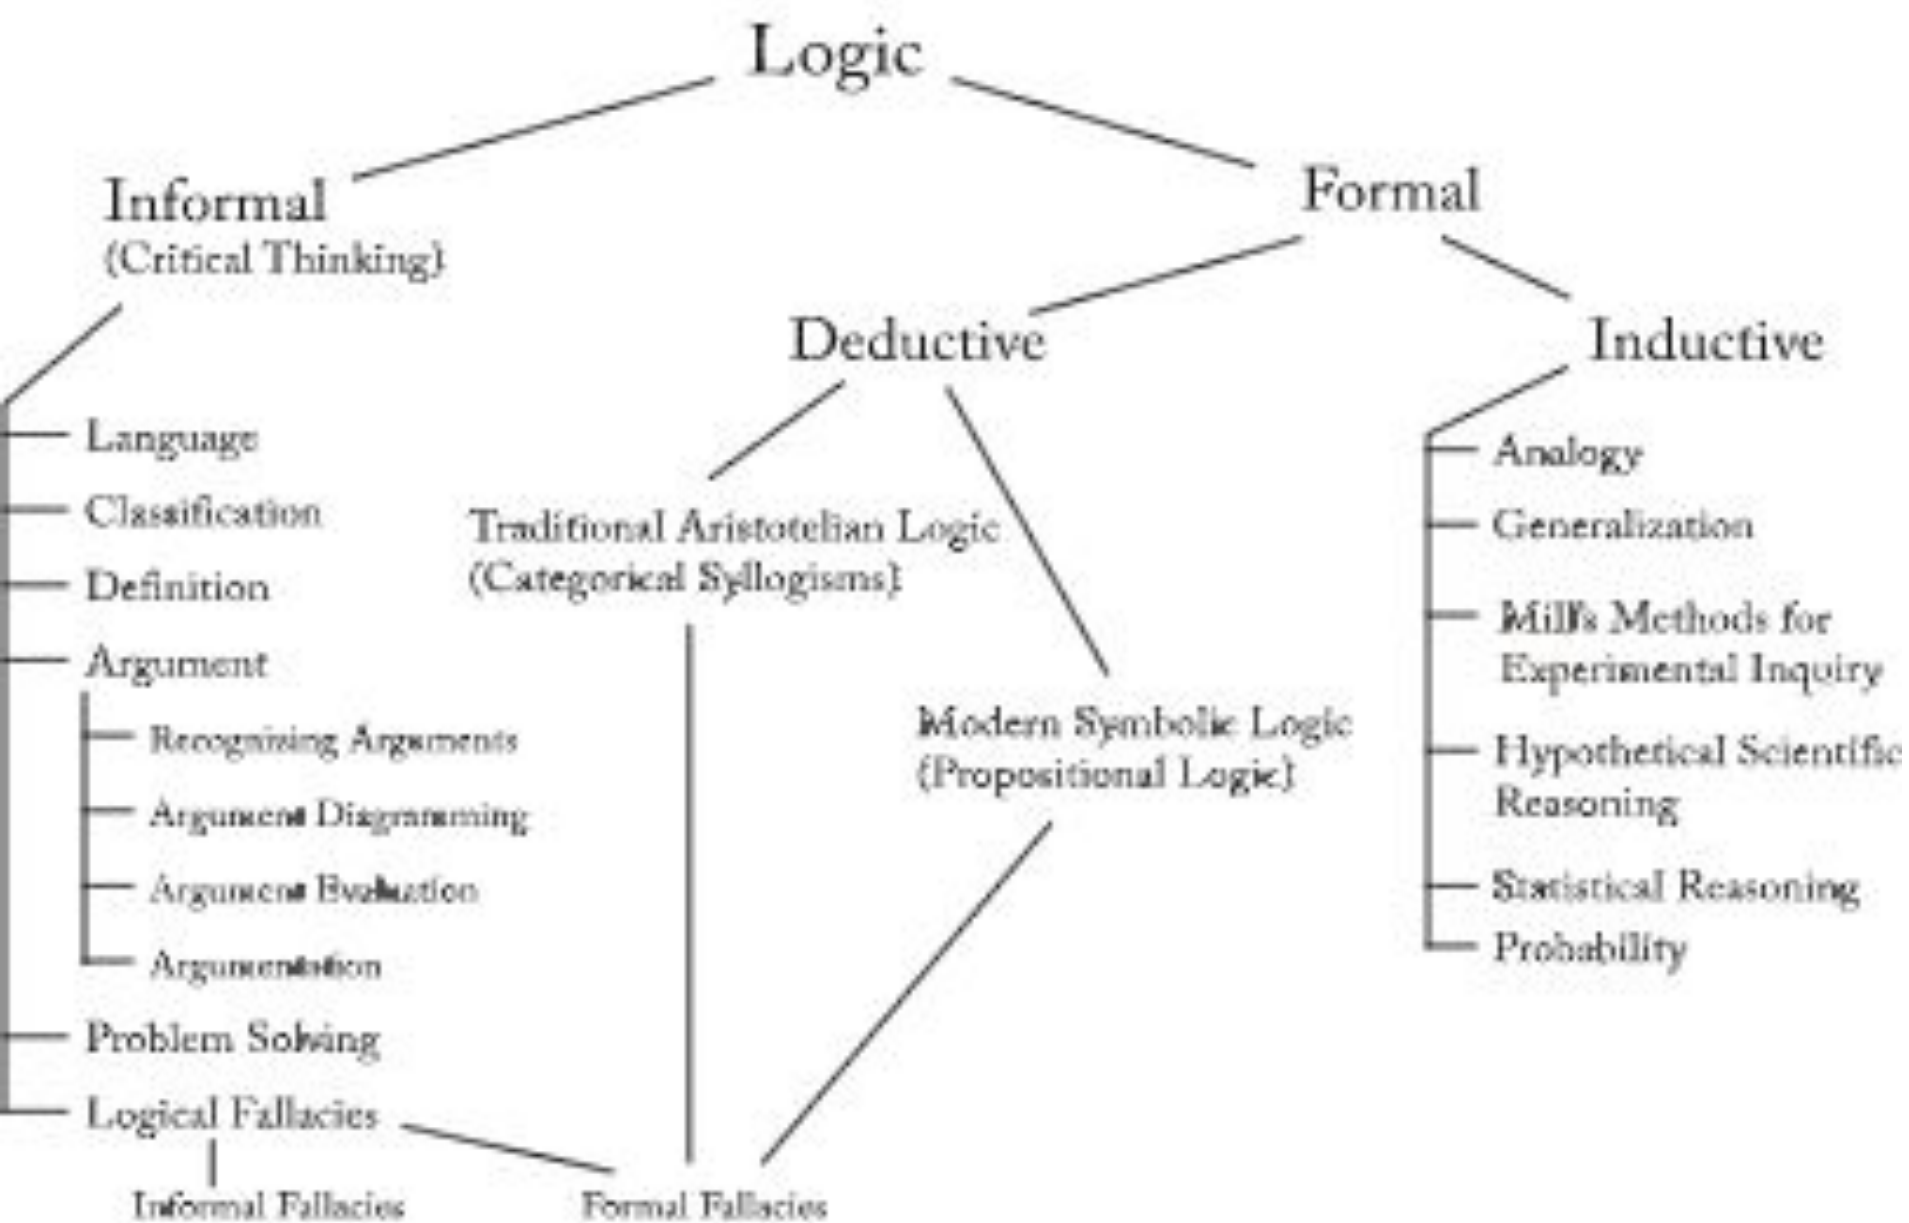 Logic
Informal
(Critical Thinking)
Formal
Deductive
Inductive
Language
Classification
Definition
Argument
Recognizing Arguments
Argument Diagramming
Argument Evaluation
Argumentation
Problem Solving
Logical Fallacies
Informal Fallacies
Formal Fallacies
Traditional Aristotelian Logic
(Categorical Syllogisms)
Modern Symbolic Logic
(Propositional Logic)
Analogy
Generalization
Mill's Methods for
Experimental Inquiry
Hypothetical Scientific
Reasoning
Statistical Reasoning
Probability